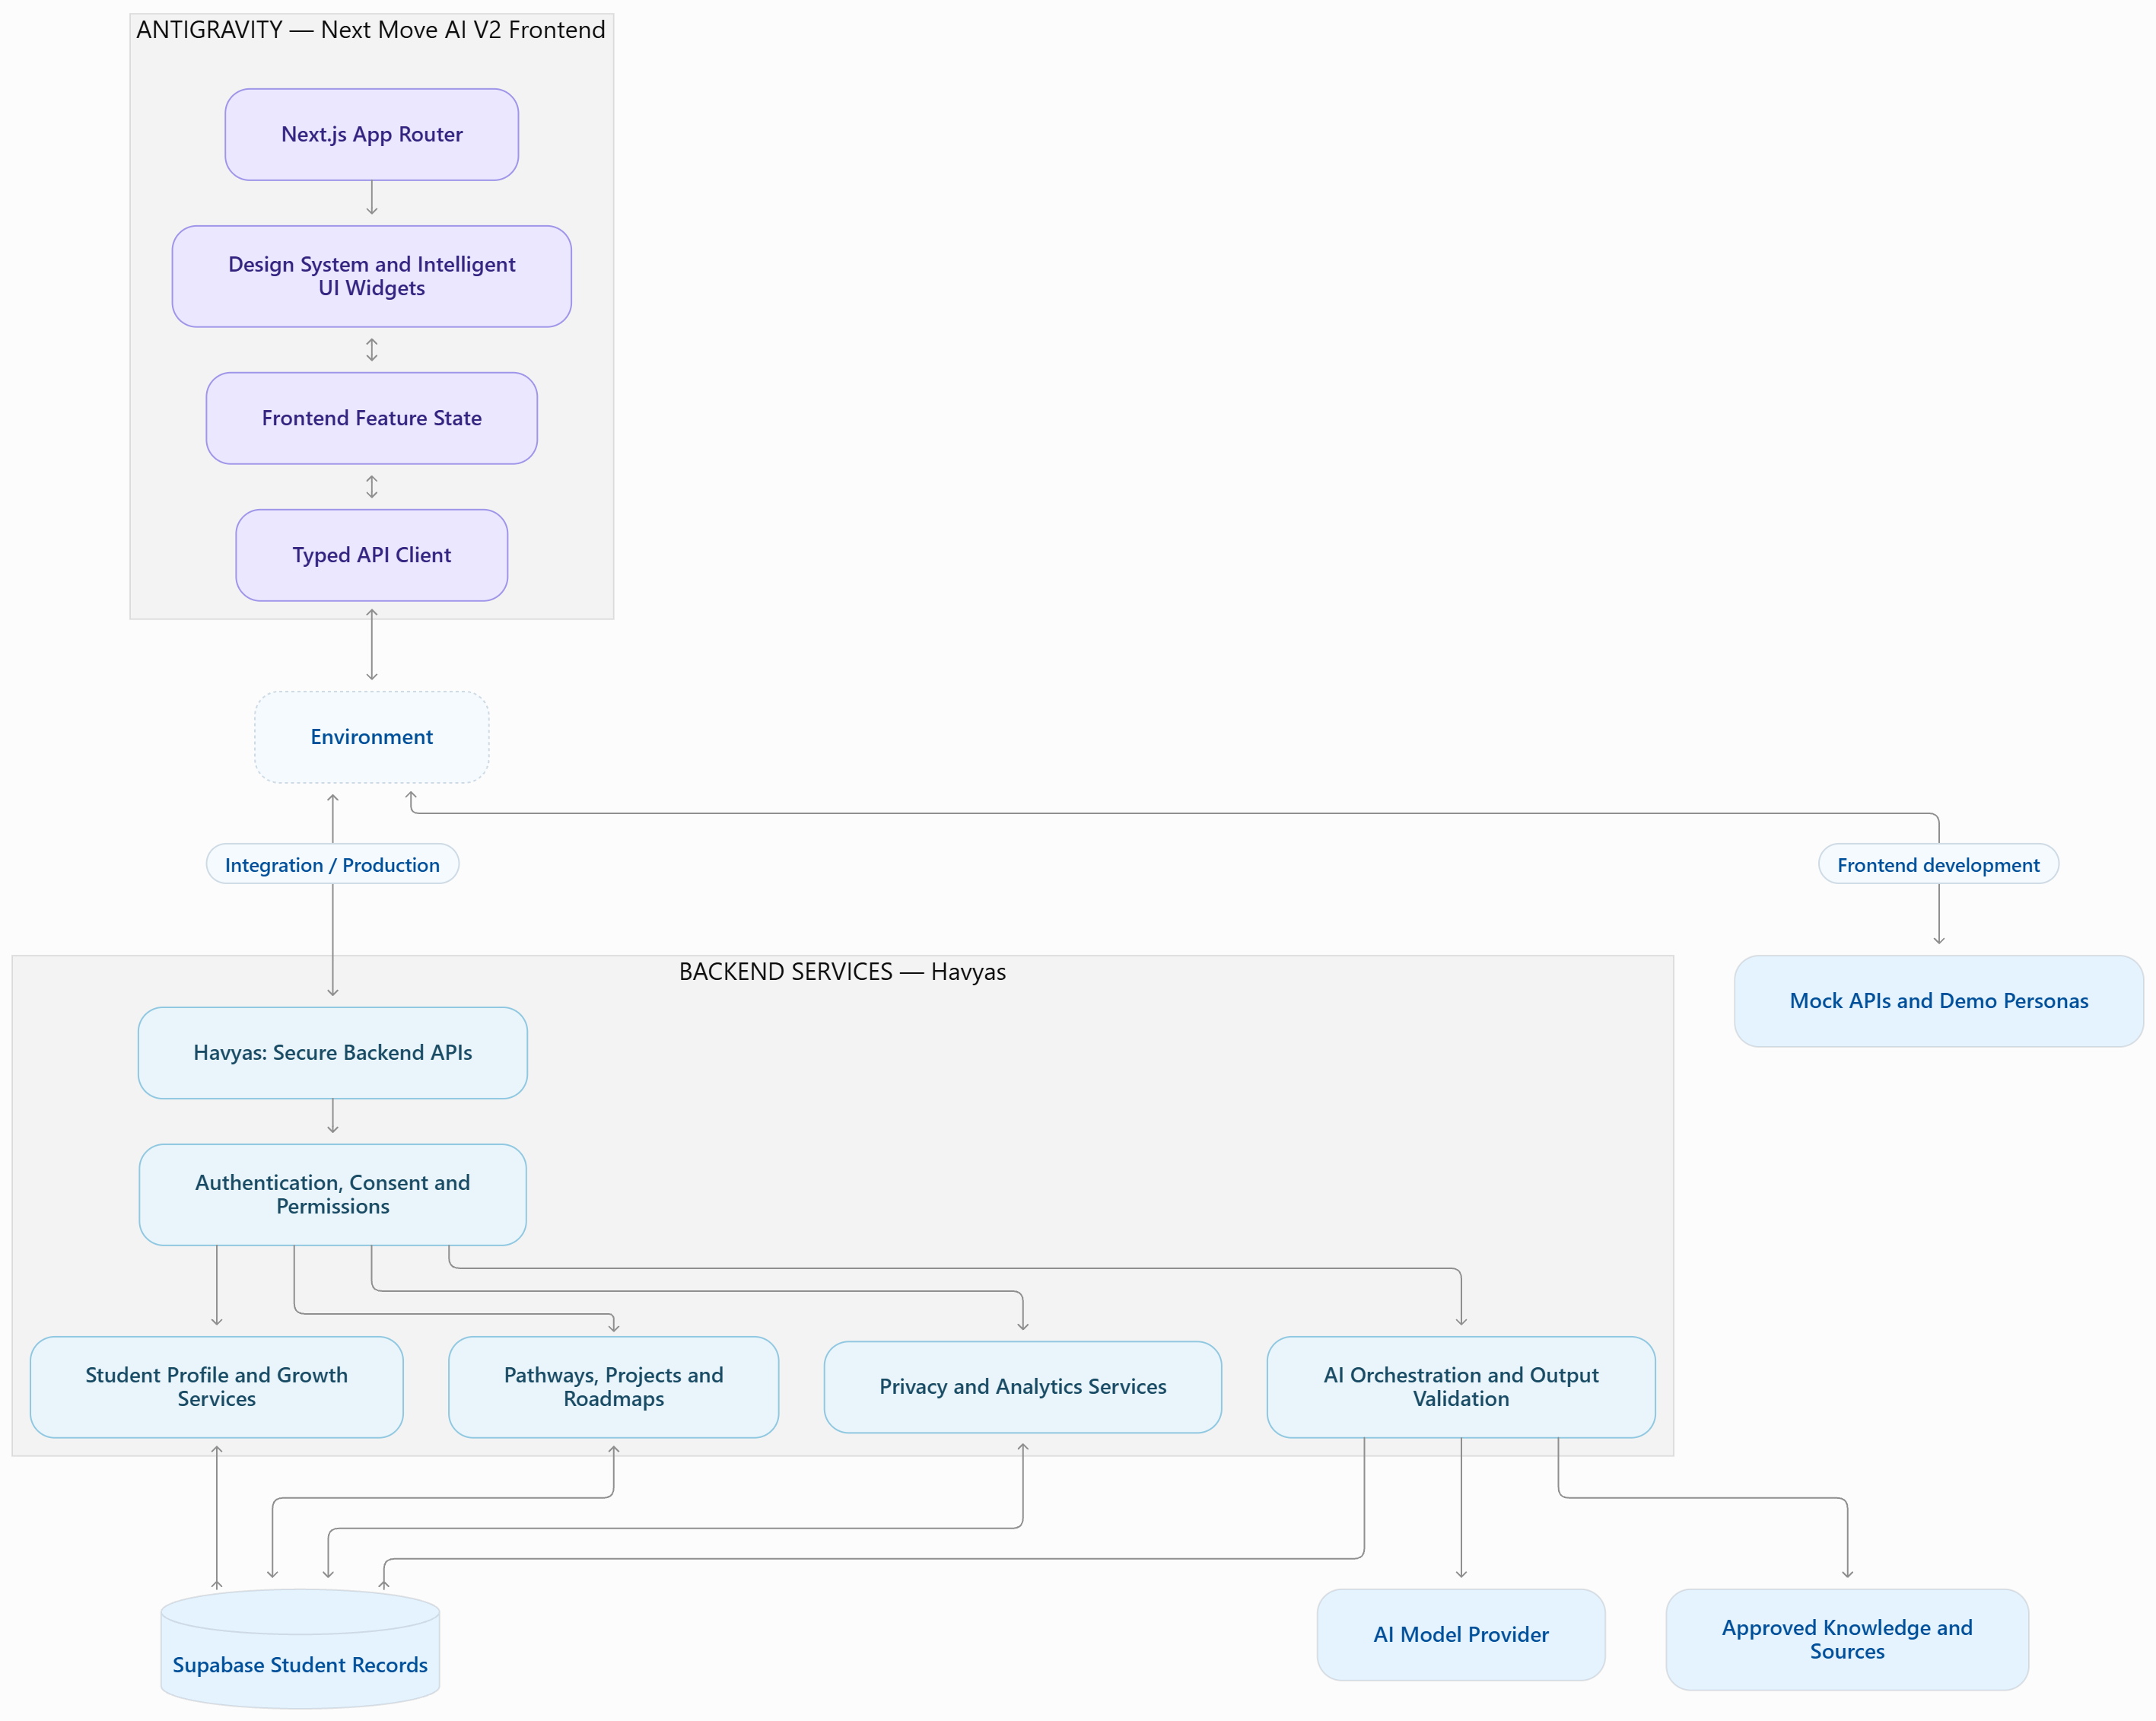 ANTIGRAVITY — Next Move AI V2 Frontend
Next.js App Router
Design System and Intelligent
UI Widgets
Frontend Feature State
Typed API Client
Environment
Integration / Production
Frontend development
BACKEND SERVICES — Havyas
Mock APIs and Demo Personas
Havyas: Secure Backend APIs
Authentication, Consent and
Permissions
Student Profile and Growth
Services
Pathways, Projects and
Roadmaps
Privacy and Analytics Services
AI Orchestration and Output
Validation
Supabase Student Records
AI Model Provider
Approved Knowledge and
Sources